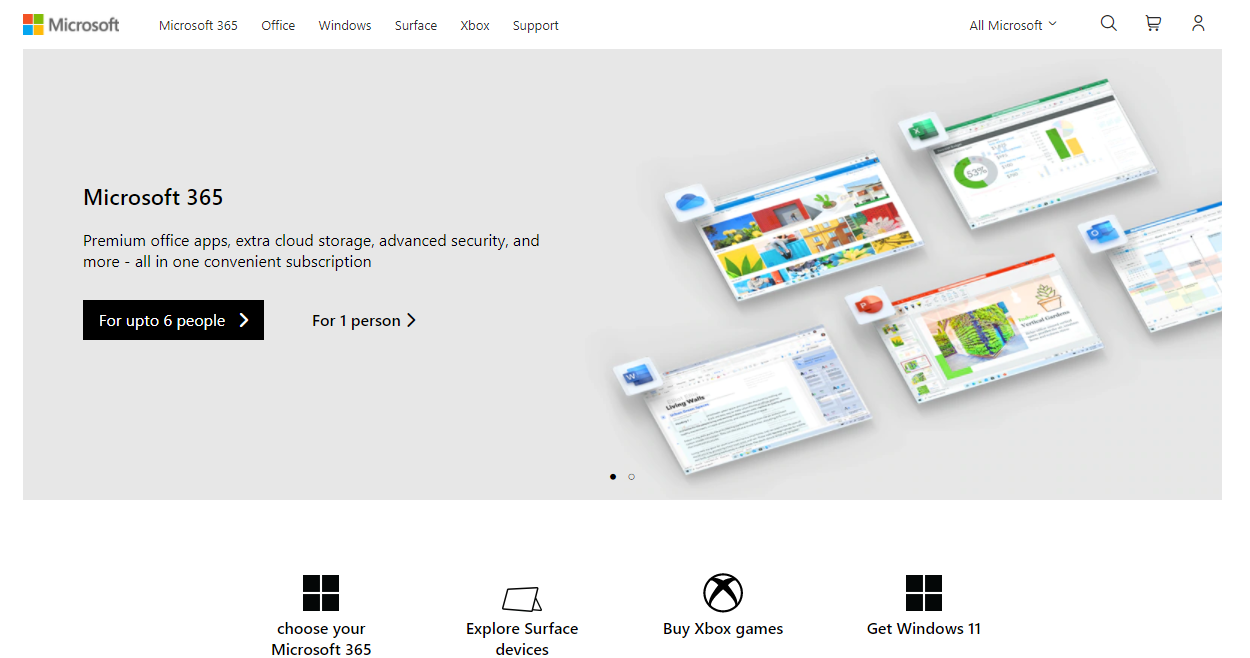 Microsoft
Microsoft 365
Office
Windows
Surface
Xbox
Support
All Microsoft
Microsoft 365
Premium office apps, extra cloud storage, advanced security, and
more - all in one convenient subscription
For upto 6 people
For 1 person
53%
Vertical Gardens
Living Walls
choose your
Microsoft 365
Explore Surface
devices
Buy Xbox games
Get Windows 11